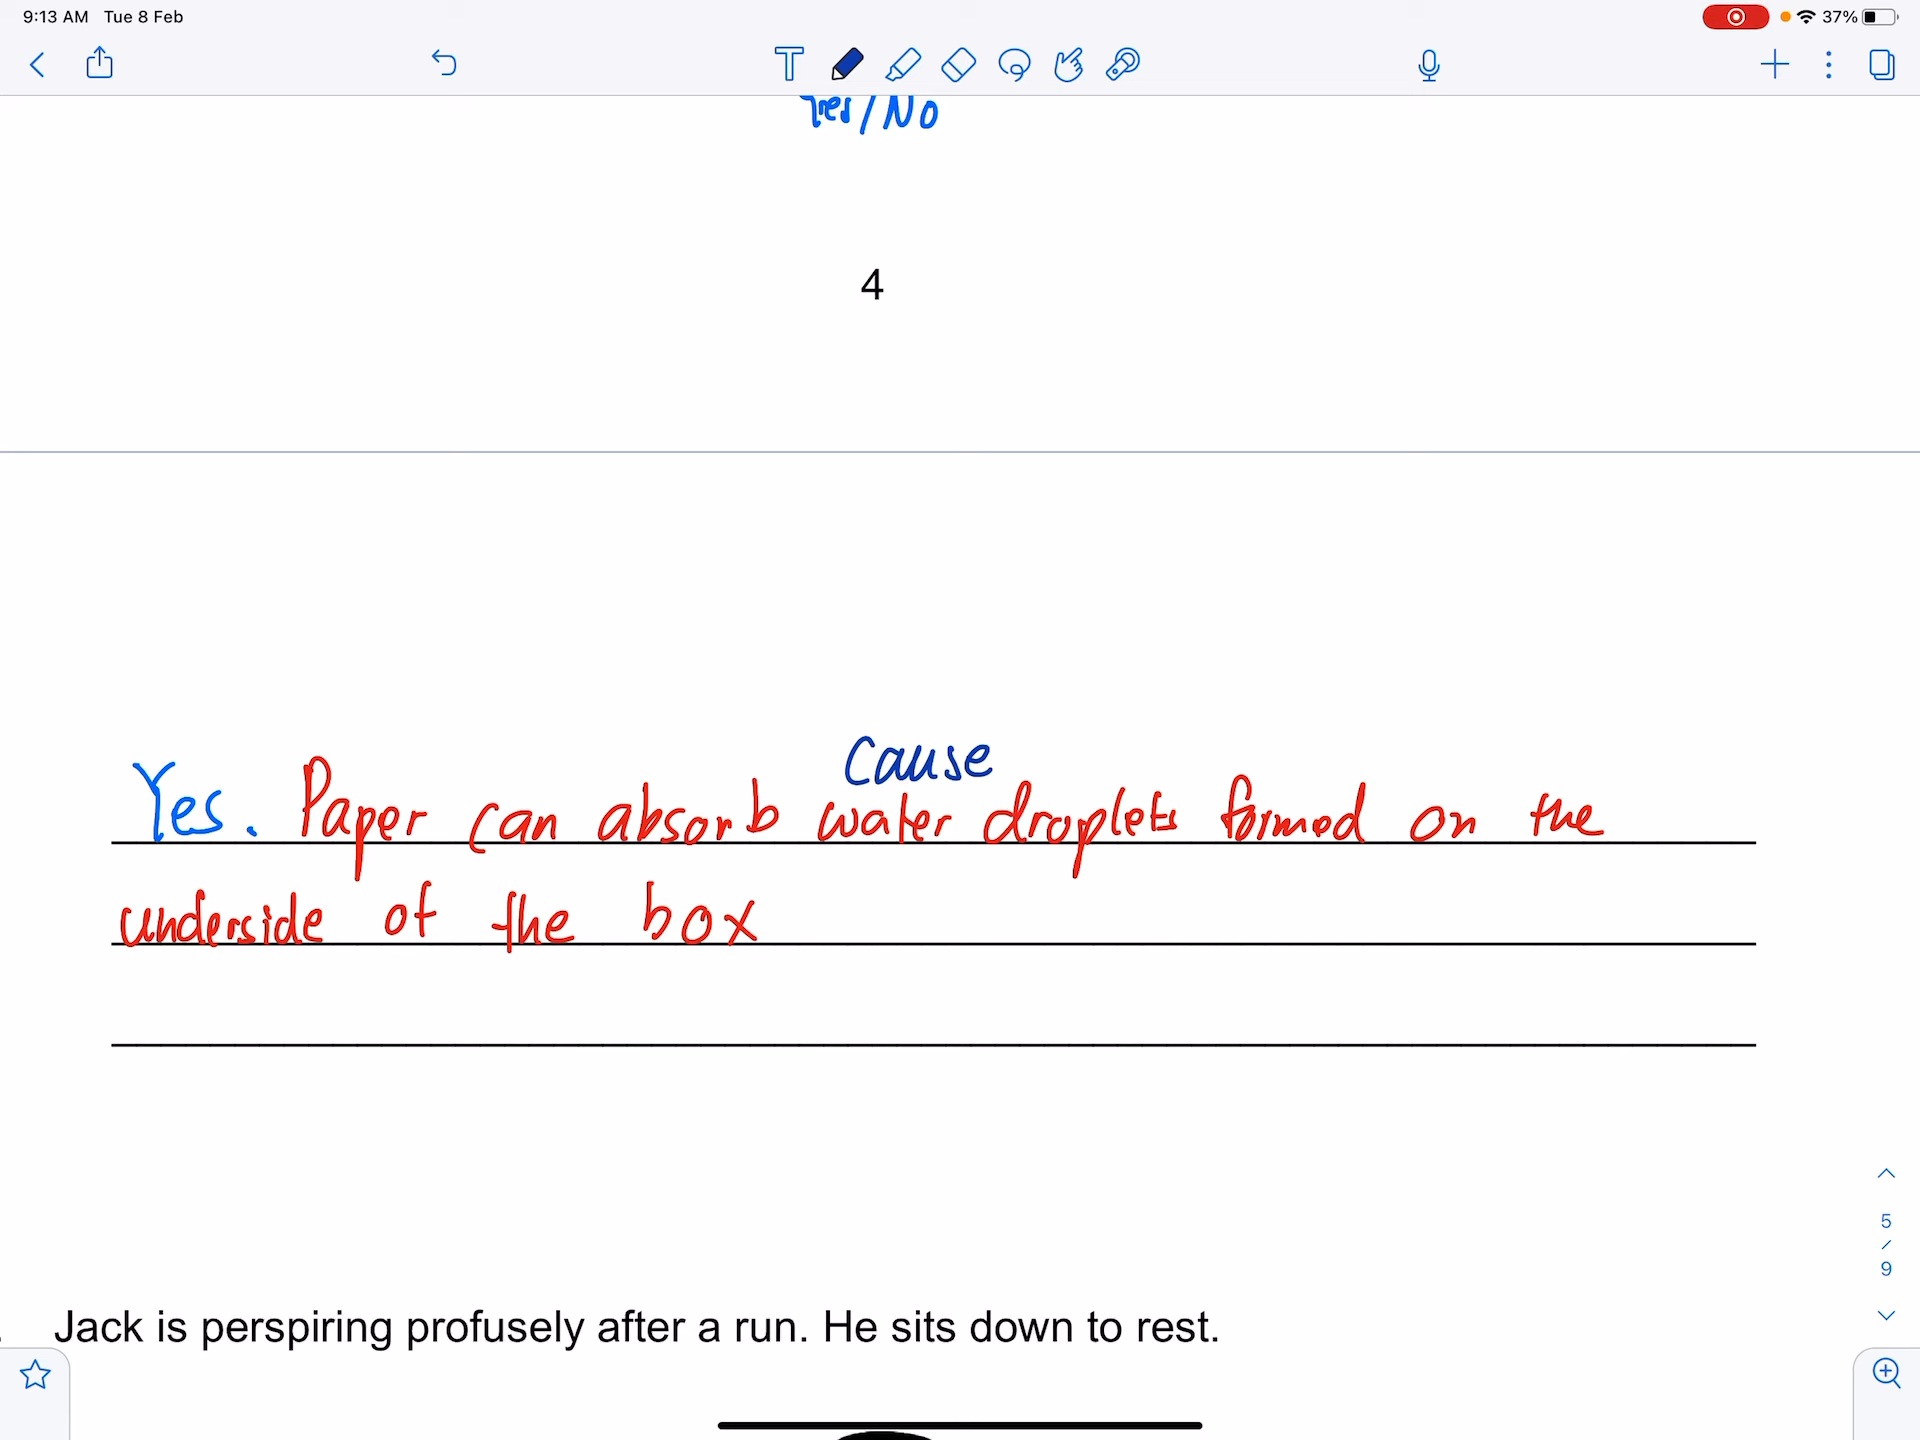 9:13 AM Tue 8 Feb
37%
Yes/No
4
Cause
Yes. Paper can absorb water droplets formed on the
underside of the box
5
/
9
Jack is perspiring profusely after a run. He sits down to rest.